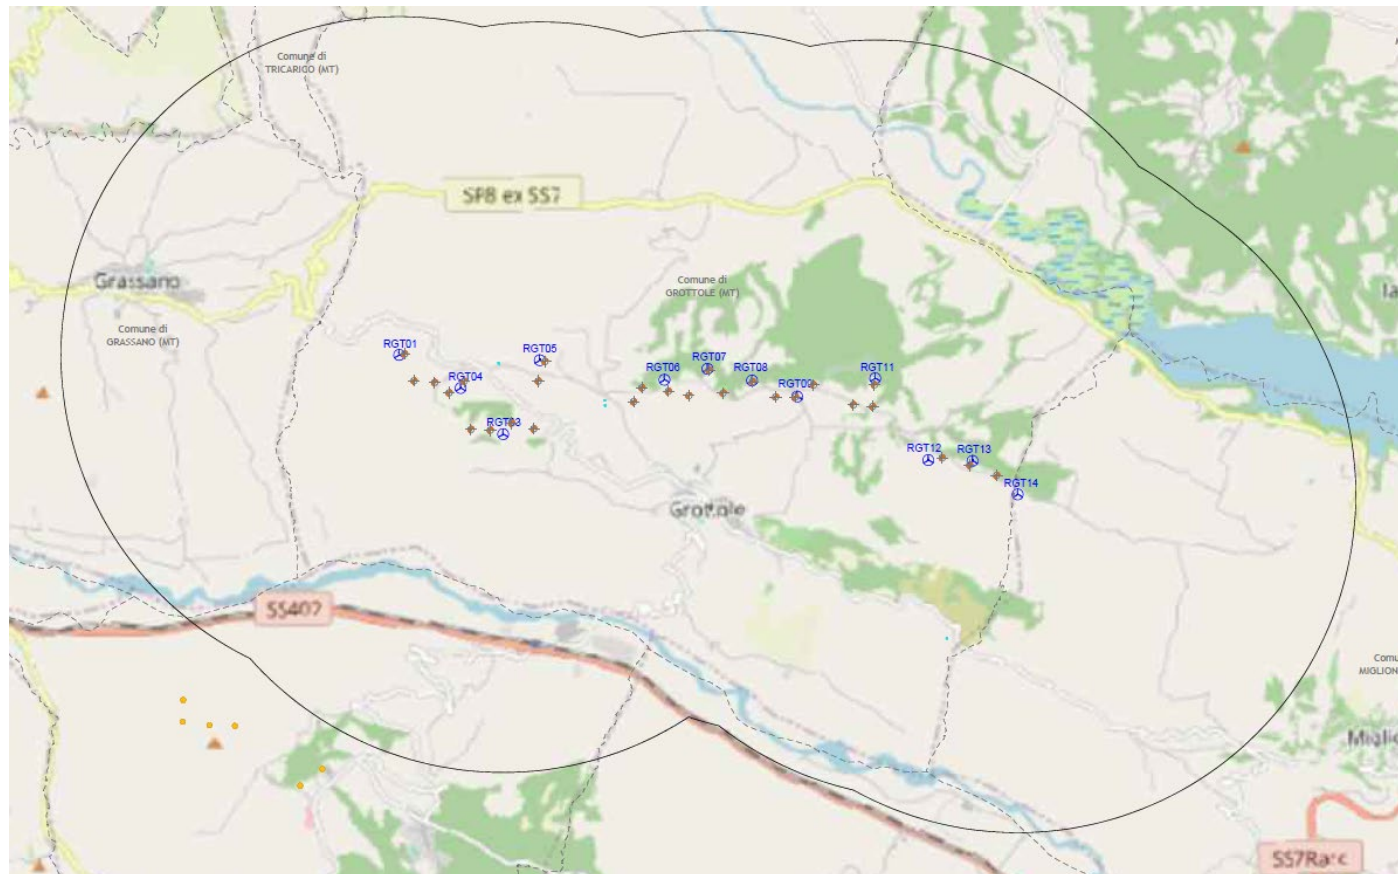 Comune di
TRICARICO (MT)
SP8 ex SS7
Grassano
Comune di
GROTTOLE (MT)
Comune di
GRASSANO (MT)
RGT01
RGT05
RGT04
RGT06
RGT07
RGT08
RGT09
RGT11
RGT12
RGT13
RGT14
Grottole
SS407
SS7Racc